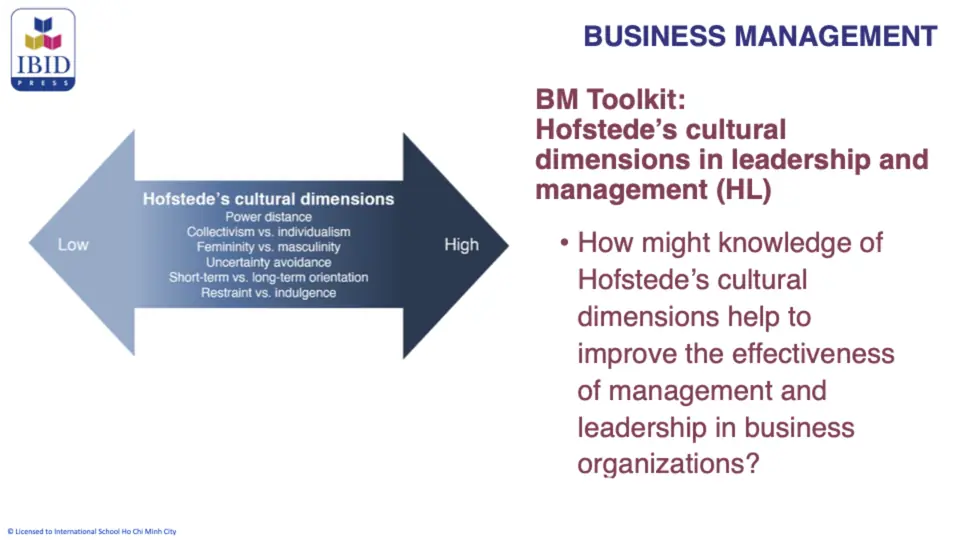 IBID
PRESS
BUSINESS MANAGEMENT
BM Toolkit:
Hofstede’s cultural
dimensions in leadership and
management (HL)
Low
Hofstede’s cultural dimensions
Power distance
Collectivism vs. individualism
Femininity vs. masculinity
Uncertainty avoidance
Short-term vs. long-term orientation
Restraint vs. indulgence
High
• How might knowledge of
Hofstede’s cultural
dimensions help to
improve the effectiveness
of management and
leadership in business
organizations?
© Licensed to International School Ho Chi Minh City